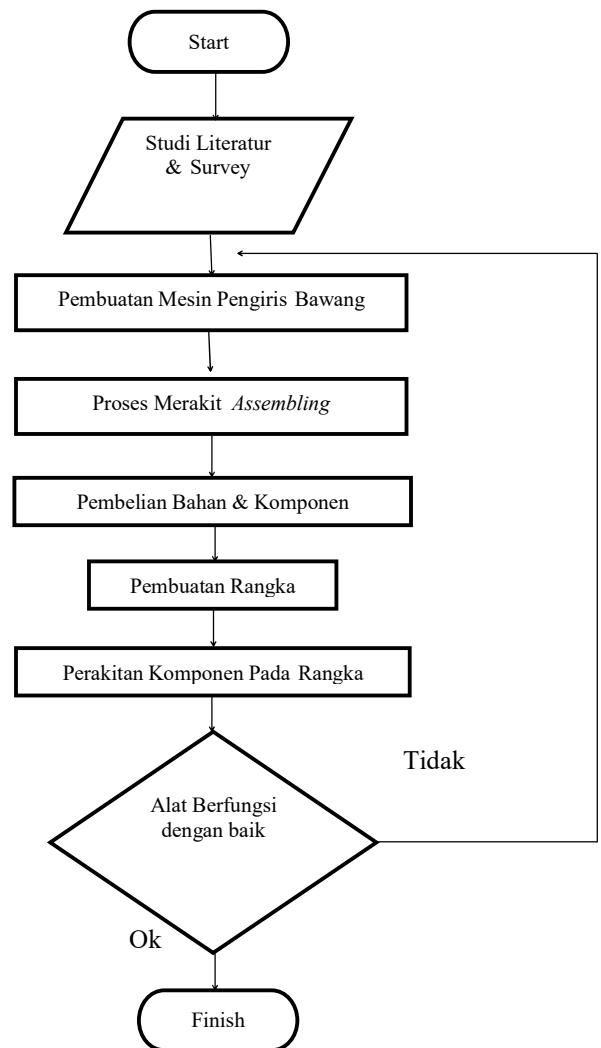 Start
Studi Literatur
& Survey
Pembuatan Mesin Pengiris Bawang
Proses Merakit Assembling
Pembelian Bahan & Komponen
Pembuatan Rangka
Perakitan Komponen Pada Rangka
Tidak
Alat Berfungsi
dengan baik
Ok
Finish